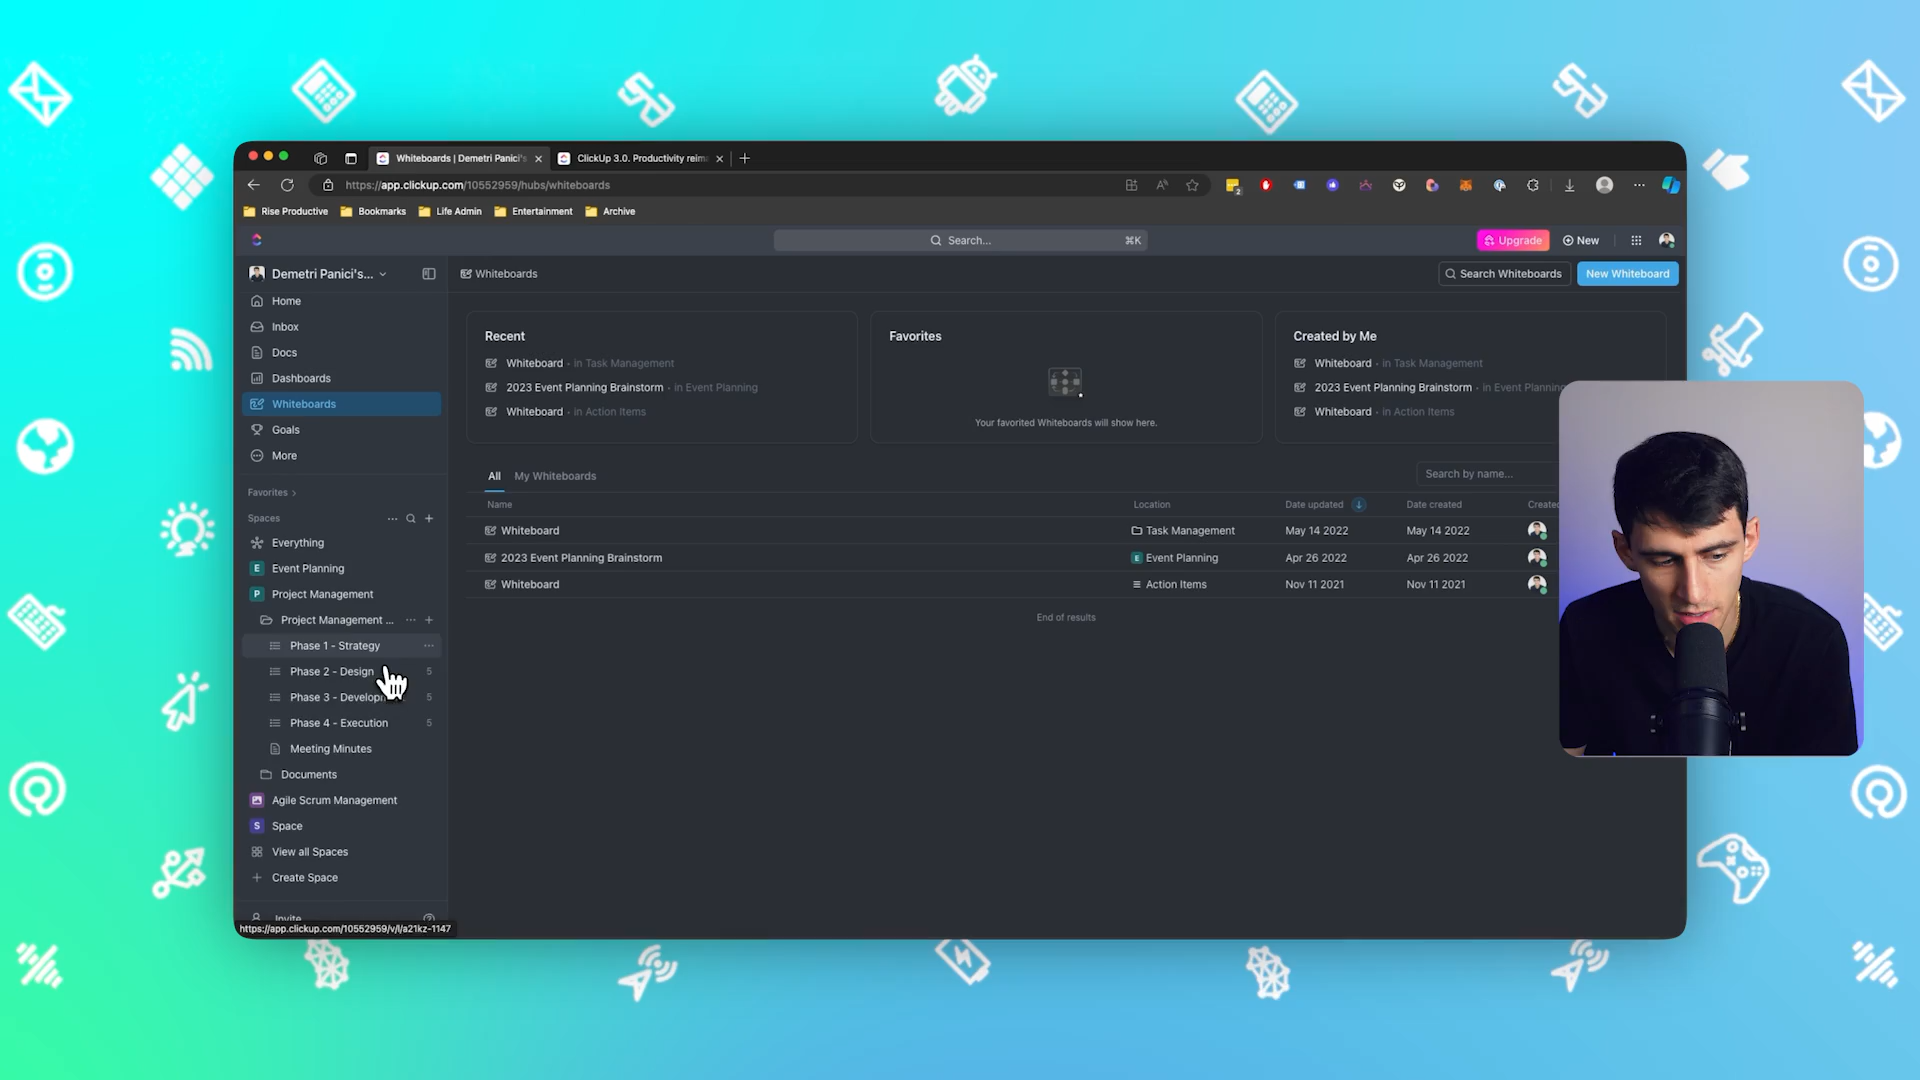 Whiteboards | Demetri Panici's
ClickUp 3.0. Productivity reim
https://app.clickup.com/10552959/hubs/whiteboards
2
Rise Productive
Bookmarks
Life Admin
Entertainment
Archive
Search...
⌘K
Upgrade
New
Demetri Panici's...
Whiteboards
Search Whiteboards
New Whiteboard
Home
Inbox
Docs
Dashboards
Whiteboards
Goals
More
Favorites
Spaces
Everything
E Event Planning
P Project Management
Project Management ...
Phase 1 - Strategy
Phase 2 - Design 5
Phase 3 - Develop 5
Phase 4 - Execution 5
Meeting Minutes
Documents
Agile Scrum Management
S Space
View all Spaces
Create Space
Invite
https://app.clickup.com/10552959/v/l/a21kz-1147
Recent
Whiteboard • in Task Management
2023 Event Planning Brainstorm • in Event Planning
Whiteboard • in Action Items
Favorites
Your favorited Whiteboards will show here.
Created by Me
Whiteboard • in Task Management
2023 Event Planning Brainstorm • in Event Planning
Whiteboard • in Action Items
All My Whiteboards
Search by name...
Name Location Date updated Date created Created
Whiteboard Task Management May 14 2022 May 14 2022
2023 Event Planning Brainstorm E Event Planning Apr 26 2022 Apr 26 2022
Whiteboard Action Items Nov 11 2021 Nov 11 2021
End of results